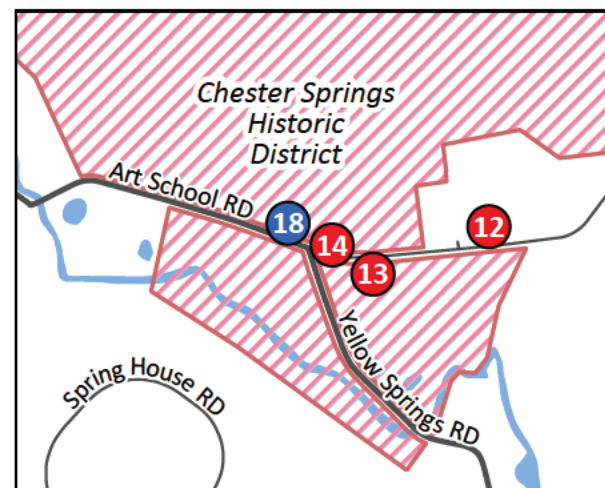 Chester Springs
Historic
District
Art School RD
18
14
12
13
Yellow Springs RD
Spring House RD